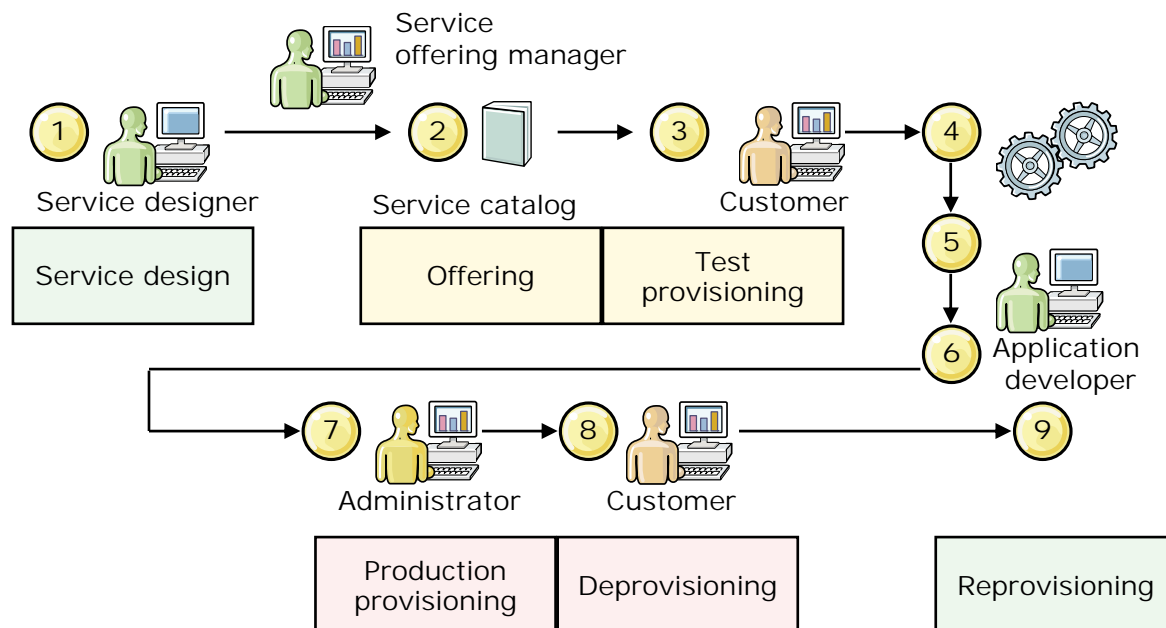 Service
offering manager
1
2
3
4
Service designer
Service catalog
Customer
Service design
Offering
Test
provisioning
5
6
Application
developer
7
8
9
Administrator
Customer
Production
provisioning
Deprovisioning
Reprovisioning